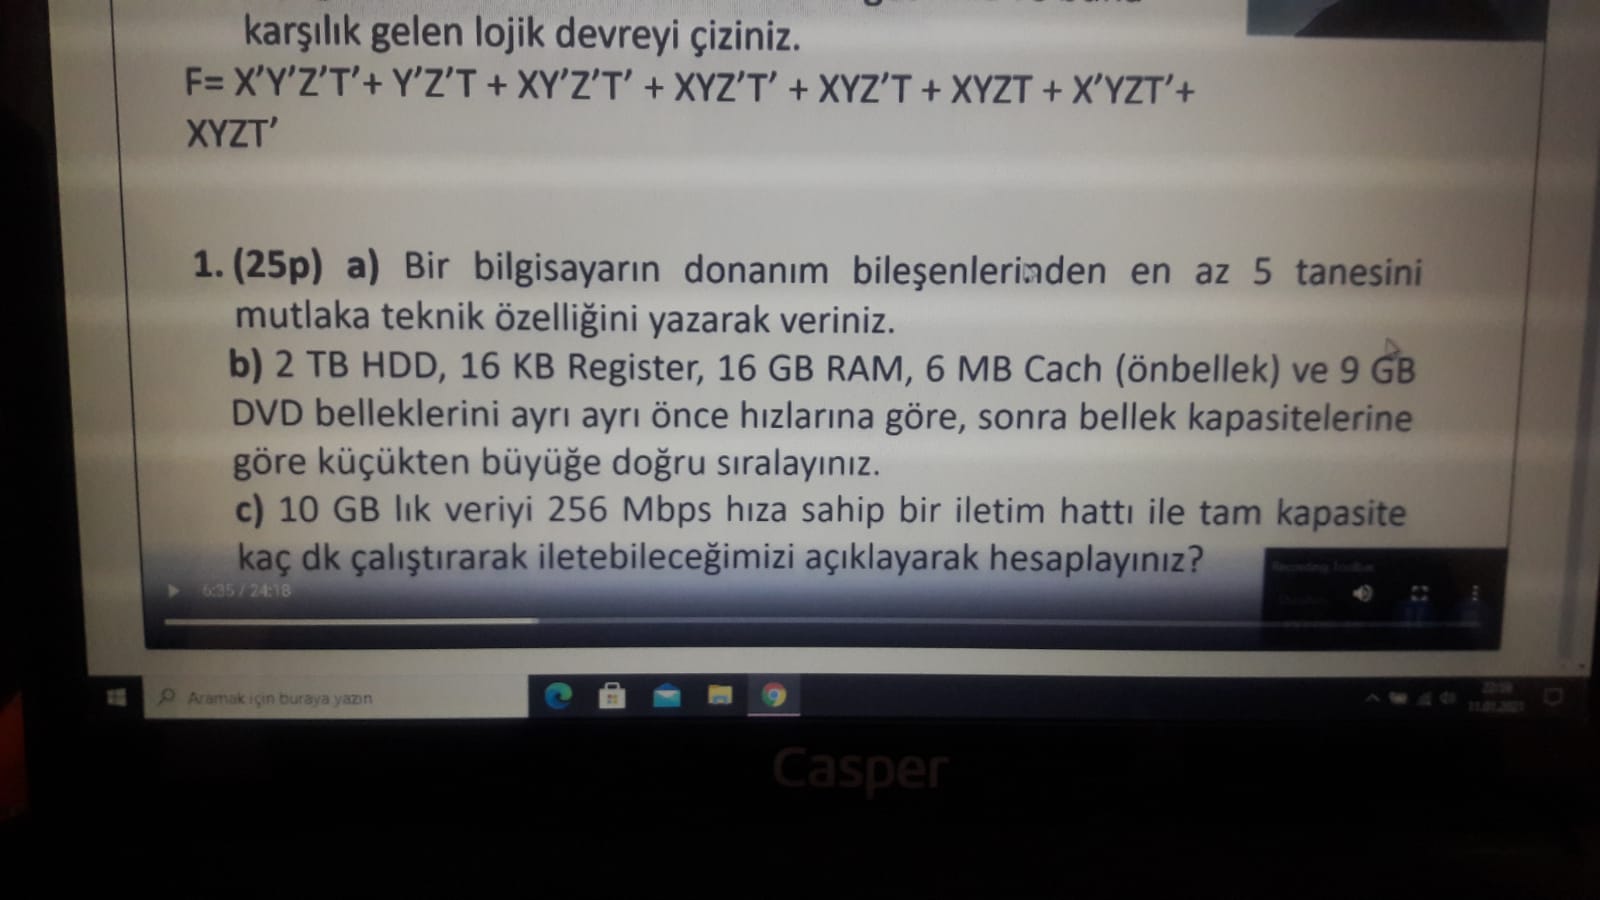 karşılık gelen lojik devreyi çiziniz.
F= X'Y'Z'T'+ Y'Z'T + XY'Z'T' + XYZ'T' + XYZ'T + XYZT + X'YZT'+
XYZT'
1. (25p) a) Bir bilgisayarın donanım bileşenlerinden en az 5 tanesini
mutlaka teknik özelliğini yazarak veriniz.
b) 2 TB HDD, 16 KB Register, 16 GB RAM, 6 MB Cach (önbellek) ve 9 GB
DVD belleklerini ayrı ayrı önce hızlarına göre, sonra bellek kapasitelerine
göre küçükten büyüğe doğru sıralayınız.
c) 10 GB lık veriyi 256 Mbps hıza sahip bir iletim hattı ile tam kapasite
kaç dk çalıştırarak iletebileceğimizi açıklayarak hesaplayınız?
Recording
6:35 / 24:18
Aramak için buraya yazın
11.01.2021
Casper